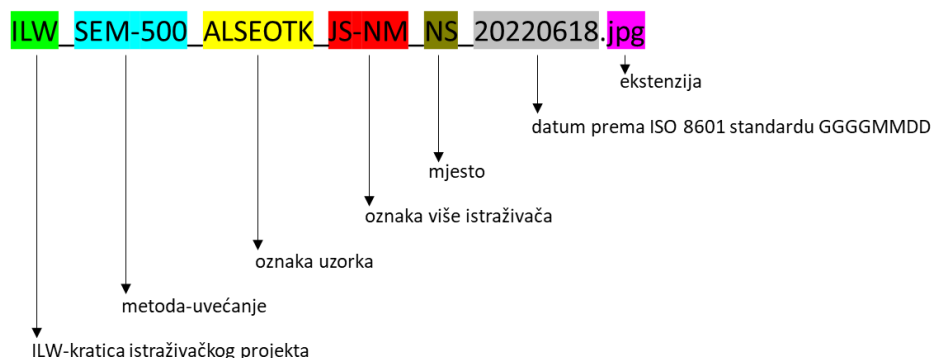 ILW_SEM-500_ALSEOTK_JS-NM_NS_20220618.jpg
ekstenzija
datum prema ISO 8601 standardu GGGGMMDD
mjesto
oznaka više istraživača
oznaka uzorka
metoda-uvećanje
ILW-kratica istraživačkog projekta